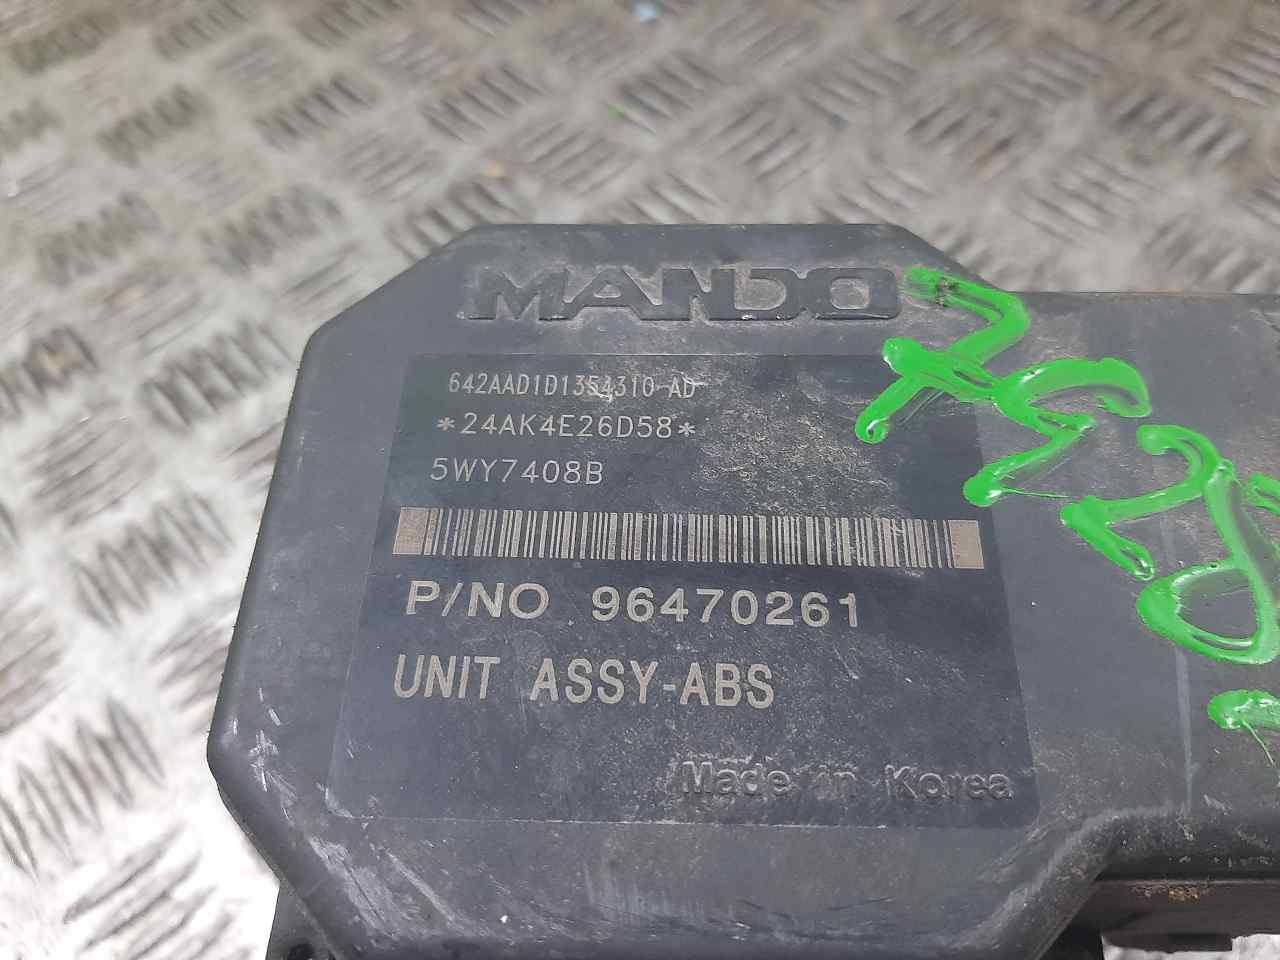 MANDO
642AAD1D1354310 AD
*24AK4E26D58*
5WY7408B
P/NO 96470261
UNIT ASSY-ABS
Made in Korea